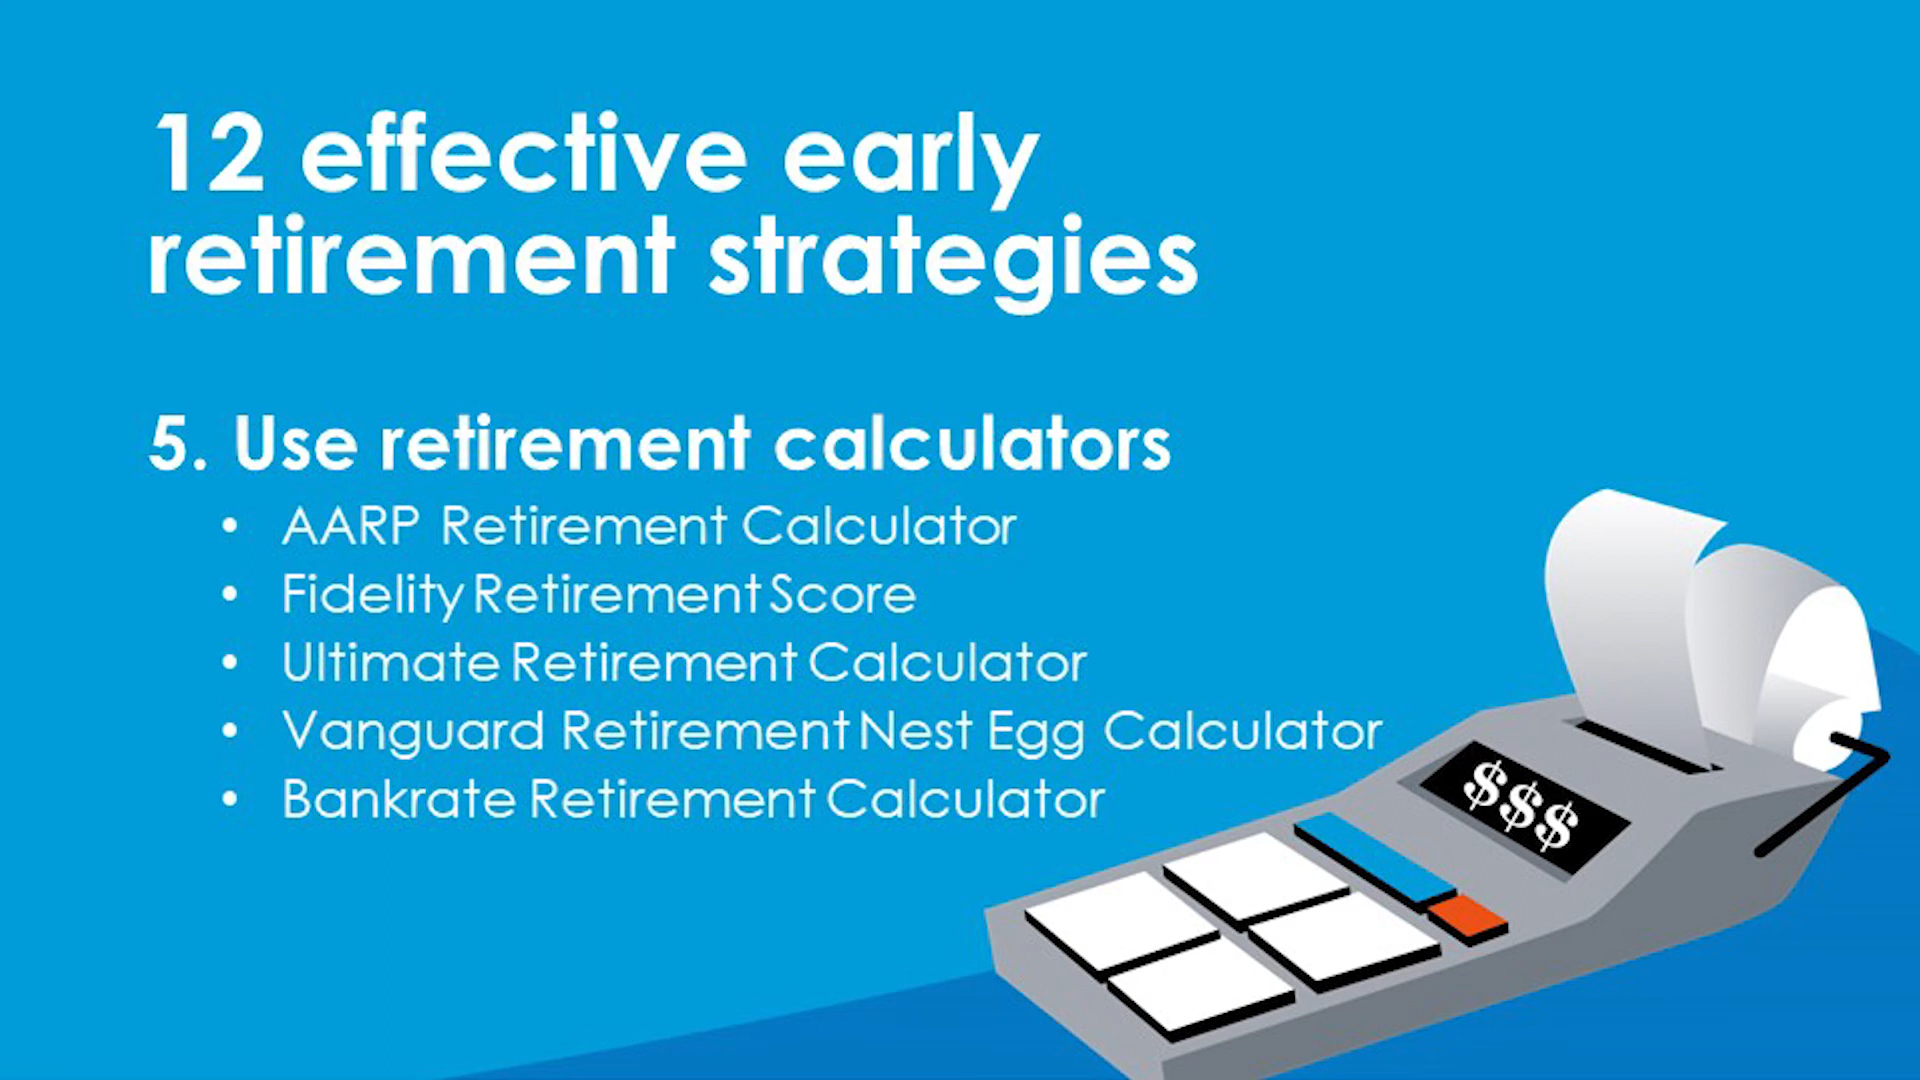 12 effective early
retirement strategies
5. Use retirement calculators
• AARP Retirement Calculator
• Fidelity Retirement Score
• Ultimate Retirement Calculator
• Vanguard Retirement Nest Egg Calculator
• Bankrate Retirement Calculator
$$$